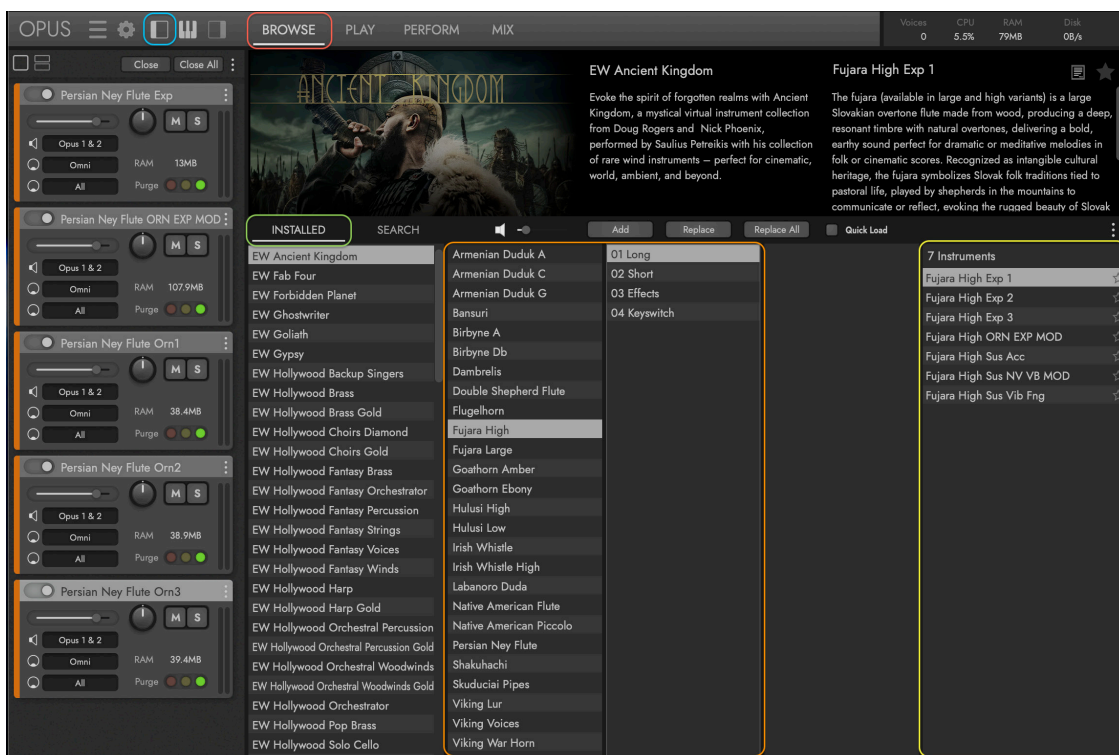 OPUS
BROWSE
PLAY
PERFORM
MIX
Voices
CPU
RAM
Disk
0
5.5%
79MB
0B/s
Close
Close All
Persian Ney Flute Exp
M
S
Opus 1 & 2
Omni
RAM
13MB
All
Purge
Persian Ney Flute ORN EXP MOD
M
S
Opus 1 & 2
Omni
RAM
107.9MB
All
Purge
Persian Ney Flute Orn1
M
S
Opus 1 & 2
Omni
RAM
38.4MB
All
Purge
Persian Ney Flute Orn2
M
S
Opus 1 & 2
Omni
RAM
38.9MB
All
Purge
Persian Ney Flute Orn3
M
S
Opus 1 & 2
Omni
RAM
39.4MB
All
Purge
ANCIENT KINGDOM
EW Ancient Kingdom
Evoke the spirit of forgotten realms with Ancient
Kingdom, a mystical virtual instrument collection
from Doug Rogers and Nick Phoenix,
performed by Saulius Petreikis with his collection
of rare wind instruments – perfect for cinematic,
world, ambient, and beyond.
Fujara High Exp 1
The fujara (available in large and high variants) is a large
Slovakian overtone flute made from wood, producing a deep,
resonant timbre with natural overtones, delivering a bold,
earthy sound perfect for dramatic or meditative melodies in
folk or cinematic scores. Recognized as intangible cultural
heritage, the fujara symbolizes Slovak folk traditions tied to
pastoral life, played by shepherds in the mountains to
communicate or reflect, evoking the rugged beauty of Slovak
INSTALLED
SEARCH
Add
Replace
Replace All
Quick Load
EW Ancient Kingdom
EW Fab Four
EW Forbidden Planet
EW Ghostwriter
EW Goliath
EW Gypsy
EW Hollywood Backup Singers
EW Hollywood Brass
EW Hollywood Brass Gold
EW Hollywood Choirs Diamond
EW Hollywood Choirs Gold
EW Hollywood Fantasy Brass
EW Hollywood Fantasy Orchestrator
EW Hollywood Fantasy Percussion
EW Hollywood Fantasy Strings
EW Hollywood Fantasy Voices
EW Hollywood Fantasy Winds
EW Hollywood Harp
EW Hollywood Harp Gold
EW Hollywood Orchestral Percussion
EW Hollywood Orchestral Percussion Gold
EW Hollywood Orchestral Woodwinds
EW Hollywood Orchestral Woodwinds Gold
EW Hollywood Orchestrator
EW Hollywood Pop Brass
EW Hollywood Solo Cello
Armenian Duduk A
Armenian Duduk C
Armenian Duduk G
Bansuri
Birbyne A
Birbyne Db
Dambrelis
Double Shepherd Flute
Flugelhorn
Fujara High
Fujara Large
Goathorn Amber
Goathorn Ebony
Hulusi High
Hulusi Low
Irish Whistle
Irish Whistle High
Labanoro Duda
Native American Flute
Native American Piccolo
Persian Ney Flute
Shakuhachi
Skuduciai Pipes
Viking Lur
Viking Voices
Viking War Horn
01 Long
02 Short
03 Effects
04 Keyswitch
7 Instruments
Fujara High Exp 1
Fujara High Exp 2
Fujara High Exp 3
Fujara High ORN EXP MOD
Fujara High Sus Acc
Fujara High Sus NV VB MOD
Fujara High Sus Vib Fng